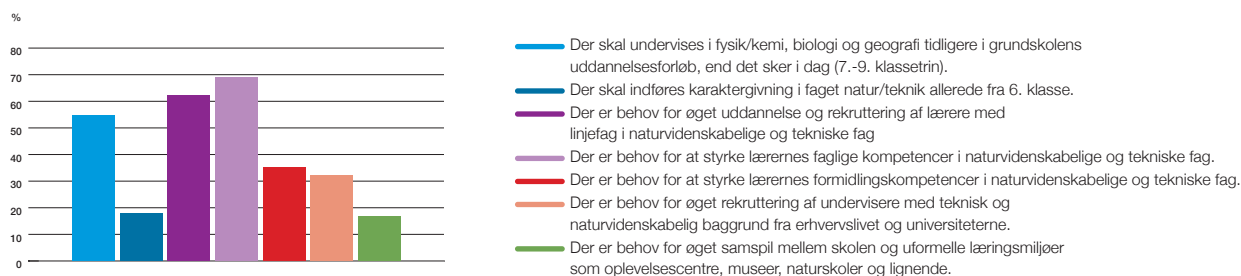 %
80
70
60
50
40
30
20
10
0
Der skal undervises i fysik/kemi, biologi og geografi tidligere i grundskolens
uddannelsesforløb, end det sker i dag (7.-9. klassetrin).
Der skal indføres karaktergivning i faget natur/teknik allerede fra 6. klasse.
Der er behov for øget uddannelse og rekruttering af lærere med
linjefag i naturvidenskabelige og tekniske fag
Der er behov for at styrke lærernes faglige kompetencer i naturvidenskabelige og tekniske fag.
Der er behov for at styrke lærernes formidlingskompetencer i naturvidenskabelige og tekniske fag.
Der er behov for øget rekruttering af undervisere med teknisk og
naturvidenskabelig baggrund fra erhvervslivet og universiteterne.
Der er behov for øget samspil mellem skolen og uformelle læringsmiljøer
som oplevelsescentre, museer, naturskoler og lignende.